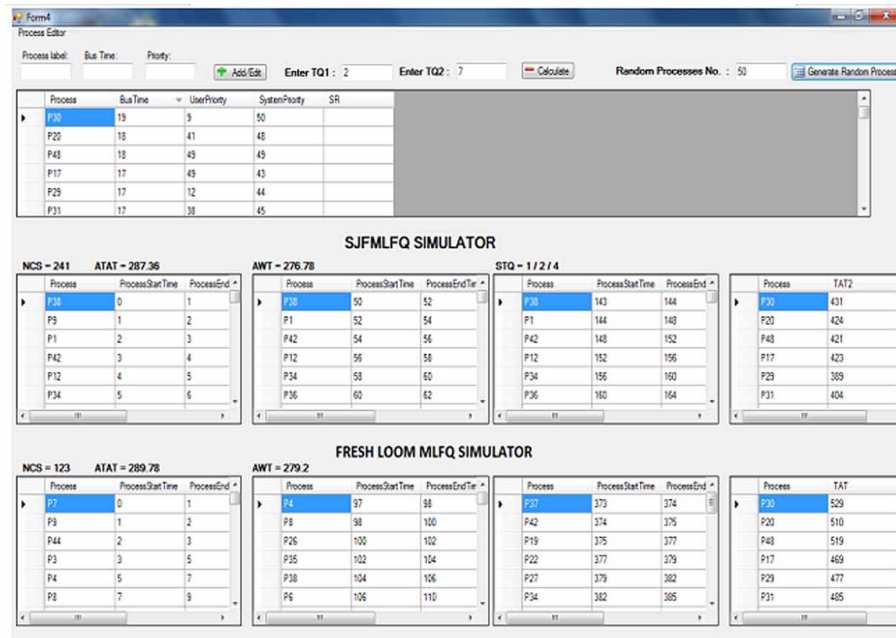 Form4
Process Editor
Process label: Bus Time: Priority:
Add/Edit Enter TQ1 : 2 Enter TQ2 : 7 Calculate Random Processes No. : 50 Generate Random Process
Process BusTime UserPriority SystemPriority SR
P30 19 9 50
P20 18 41 48
P48 18 49 49
P17 17 49 43
P29 17 12 44
P31 17 38 45
SJFMLFQ SIMULATOR
NCS = 241 ATAT = 287.36 AWT = 276.78 STQ = 1 / 2 / 4
Process ProcessStartTime ProcessEnd Process ProcessStartTime ProcessEndTir Process ProcessStartTime ProcessEnd Process TAT2
P38 0 1 P38 50 52 P38 143 144 P30 431
P9 1 2 P1 52 54 P1 144 148 P20 424
P1 2 3 P42 54 56 P42 148 152 P48 421
P42 3 4 P12 56 58 P12 152 156 P17 423
P12 4 5 P34 58 60 P34 156 160 P29 389
P34 5 6 P36 60 62 P36 160 164 P31 404
FRESH LOOM MLFQ SIMULATOR
NCS = 123 ATAT = 289.78 AWT = 279.2
Process ProcessStartTime ProcessEnd Process ProcessStartTime ProcessEndTir Process ProcessStartTime ProcessEnd Process TAT
P7 0 1 P4 97 98 P37 373 374 P30 529
P9 1 2 P8 98 100 P42 374 375 P20 510
P44 2 3 P26 100 102 P19 375 377 P48 519
P3 3 5 P35 102 104 P22 377 379 P17 469
P4 5 7 P38 104 106 P27 379 382 P29 477
P8 7 9 P6 106 110 P34 382 385 P31 485